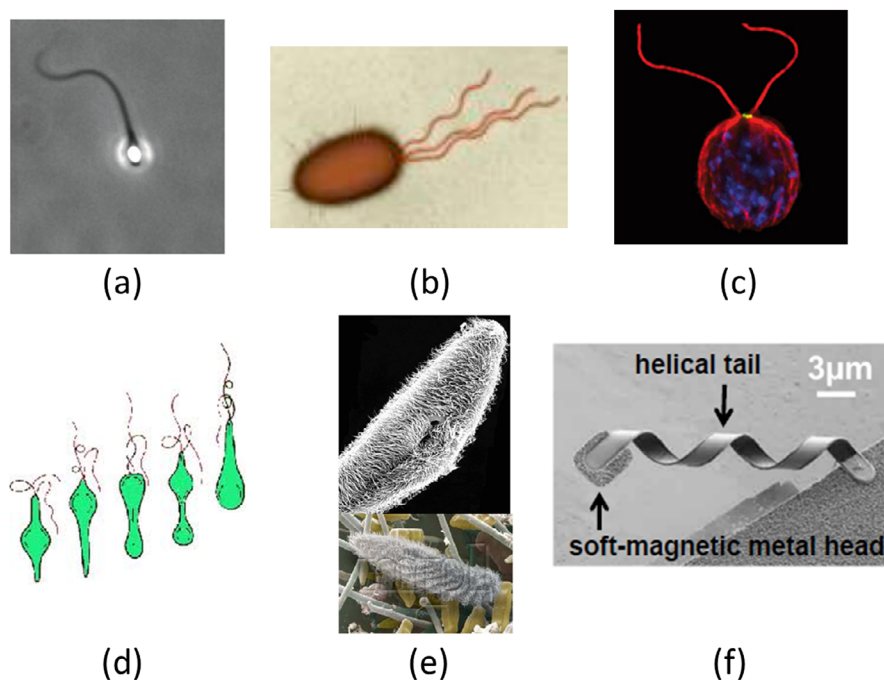 (a)
(b)
(c)
helical tail
3μm
soft-magnetic metal head
(d)
(e)
(f)